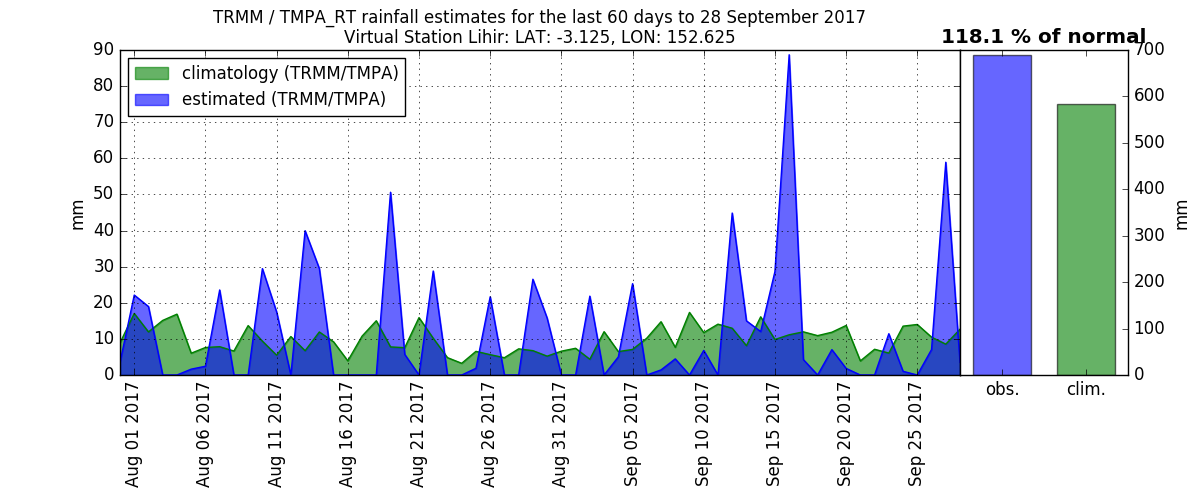 TRMM / TMPA_RT rainfall estimates for the last 60 days to 28 September 2017
Virtual Station Lihir: LAT: -3.125, LON: 152.625
118.1 % of normal
climatology (TRMM/TMPA)
estimated (TRMM/TMPA)
90
80
70
60
50
40
30
20
10
0
mm
Aug 01 2017
Aug 06 2017
Aug 11 2017
Aug 16 2017
Aug 21 2017
Aug 26 2017
Aug 31 2017
Sep 05 2017
Sep 10 2017
Sep 15 2017
Sep 20 2017
Sep 25 2017
obs.
clim.
700
600
500
400
300
200
100
0
mm